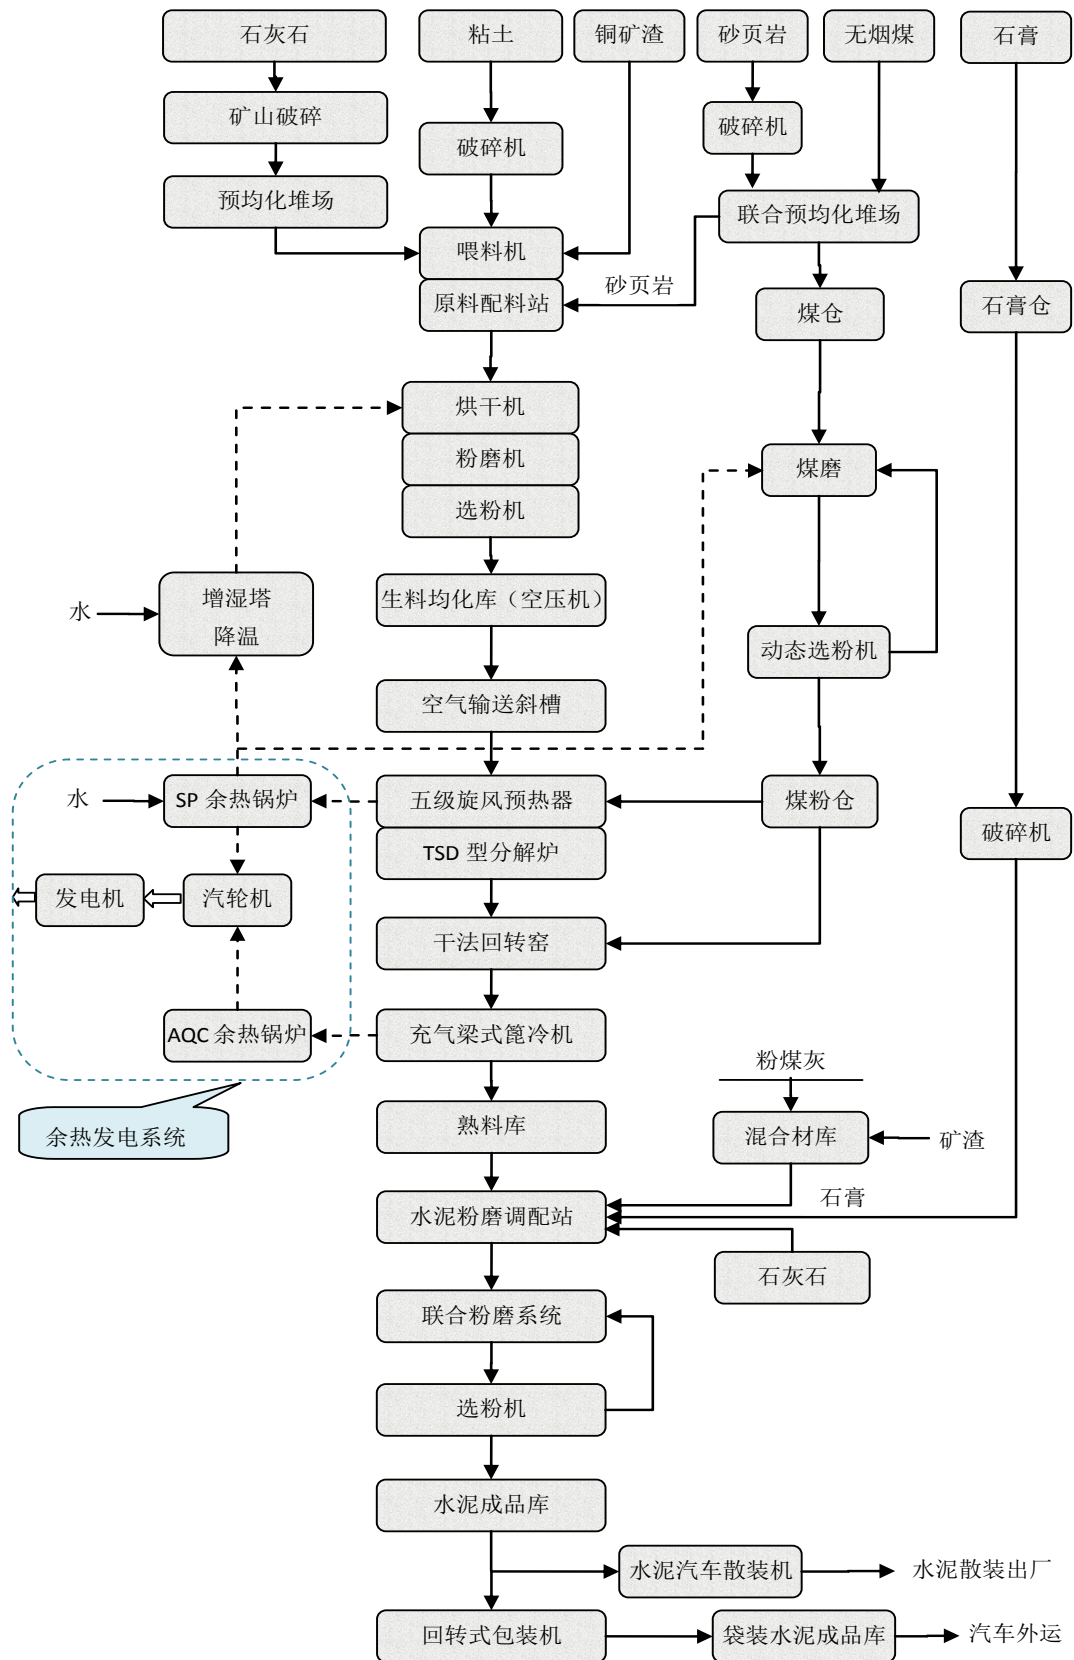 石灰石
粘土
铜矿渣
砂页岩
无烟煤
石膏
矿山破碎
破碎机
破碎机
预均化堆场
联合预均化堆场
喂料机
砂页岩
原料配料站
煤仓
石膏仓
烘干机
粉磨机
煤磨
选粉机
生料均化库（空压机）
水
增湿塔
降温
动态选粉机
空气输送斜槽
水
SP 余热锅炉
五级旋风预热器
煤粉仓
破碎机
TSD 型分解炉
发电机
汽轮机
干法回转窑
AQC 余热锅炉
充气梁式篦冷机
粉煤灰
余热发电系统
熟料库
混合材库
矿渣
石膏
水泥粉磨调配站
石灰石
联合粉磨系统
选粉机
水泥成品库
水泥汽车散装机
水泥散装出厂
回转式包装机
袋装水泥成品库
汽车外运